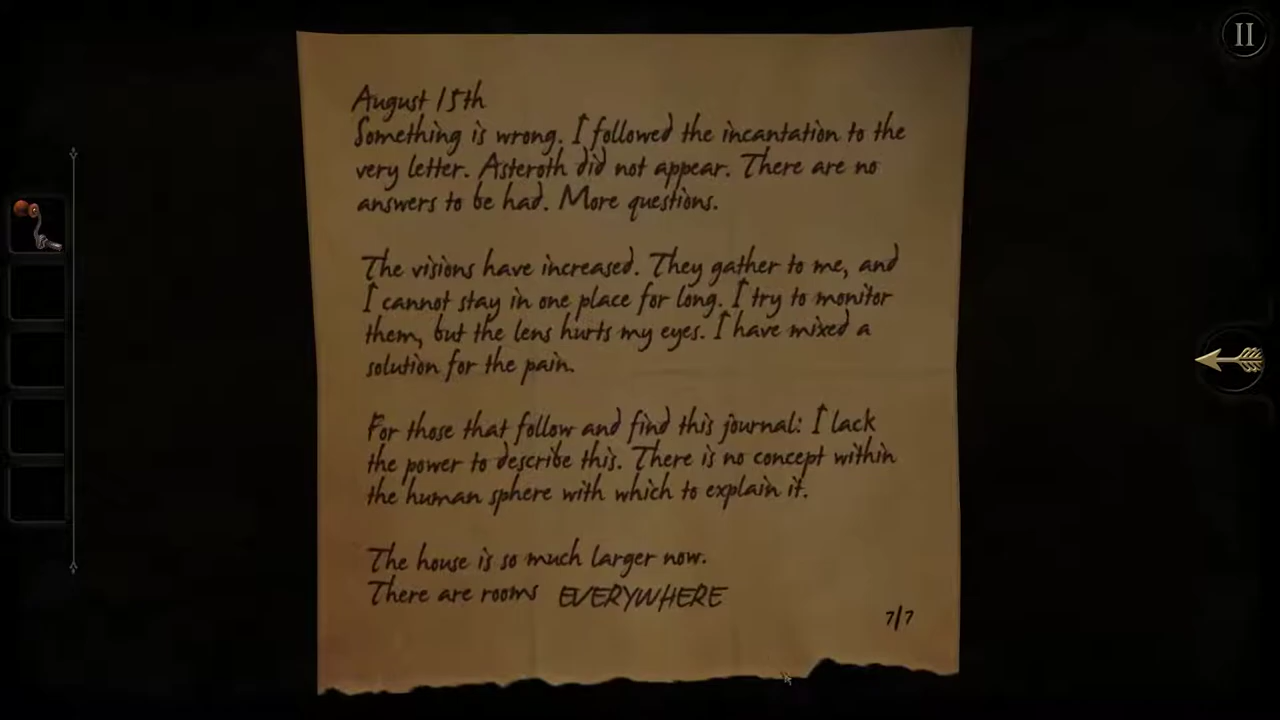 August 15th
Something is wrong. I followed the incantation to the
very letter. Asteroth did not appear. There are no
answers to be had. More questions.
The visions have increased. They gather to me, and
I cannot stay in one place for long. I try to monitor
them, but the lens hurts my eyes. I have mixed a
solution for the pain.
For those that follow and find this journal: I lack
the power to describe this. There is no concept within
the human sphere with which to explain it.
The house is so much larger now.
There are rooms EVERYWHERE
7/7